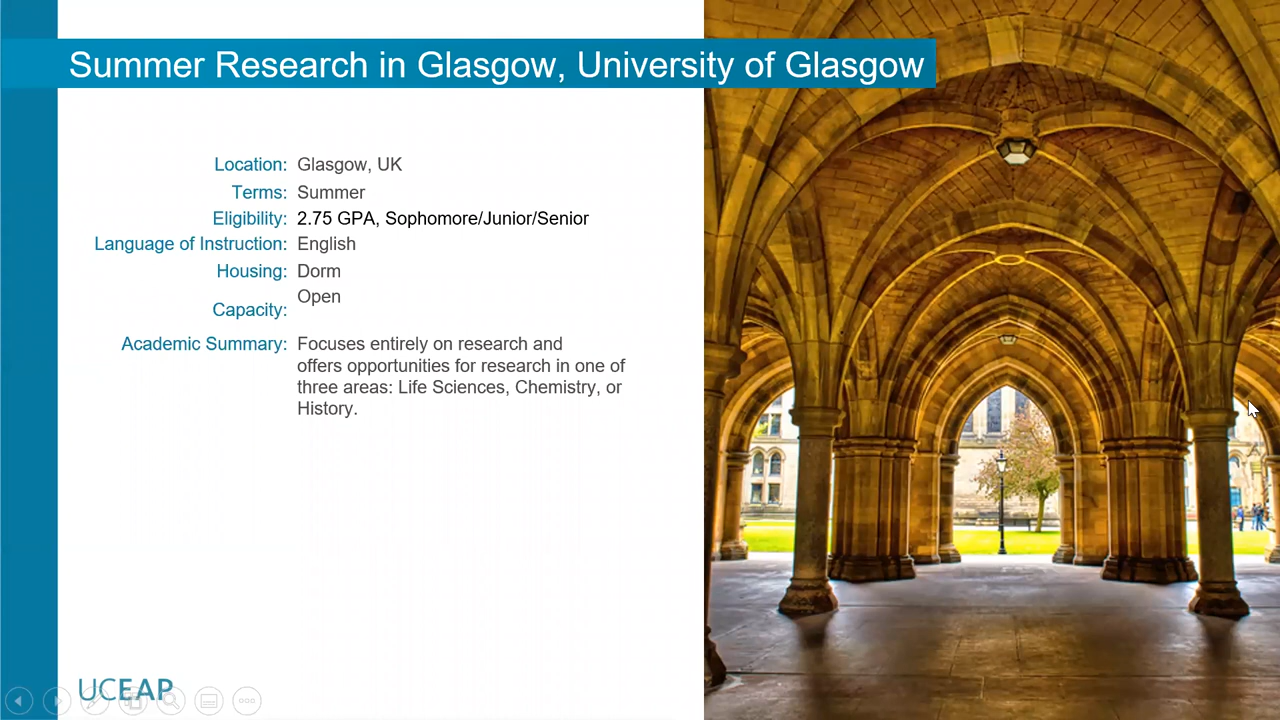 Summer Research in Glasgow, University of Glasgow
Location: Glasgow, UK
Terms: Summer
Eligibility: 2.75 GPA, Sophomore/Junior/Senior
Language of Instruction: English
Housing: Dorm
Capacity: Open
Academic Summary: Focuses entirely on research and
offers opportunities for research in one of
three areas: Life Sciences, Chemistry, or
History.
UCEAP